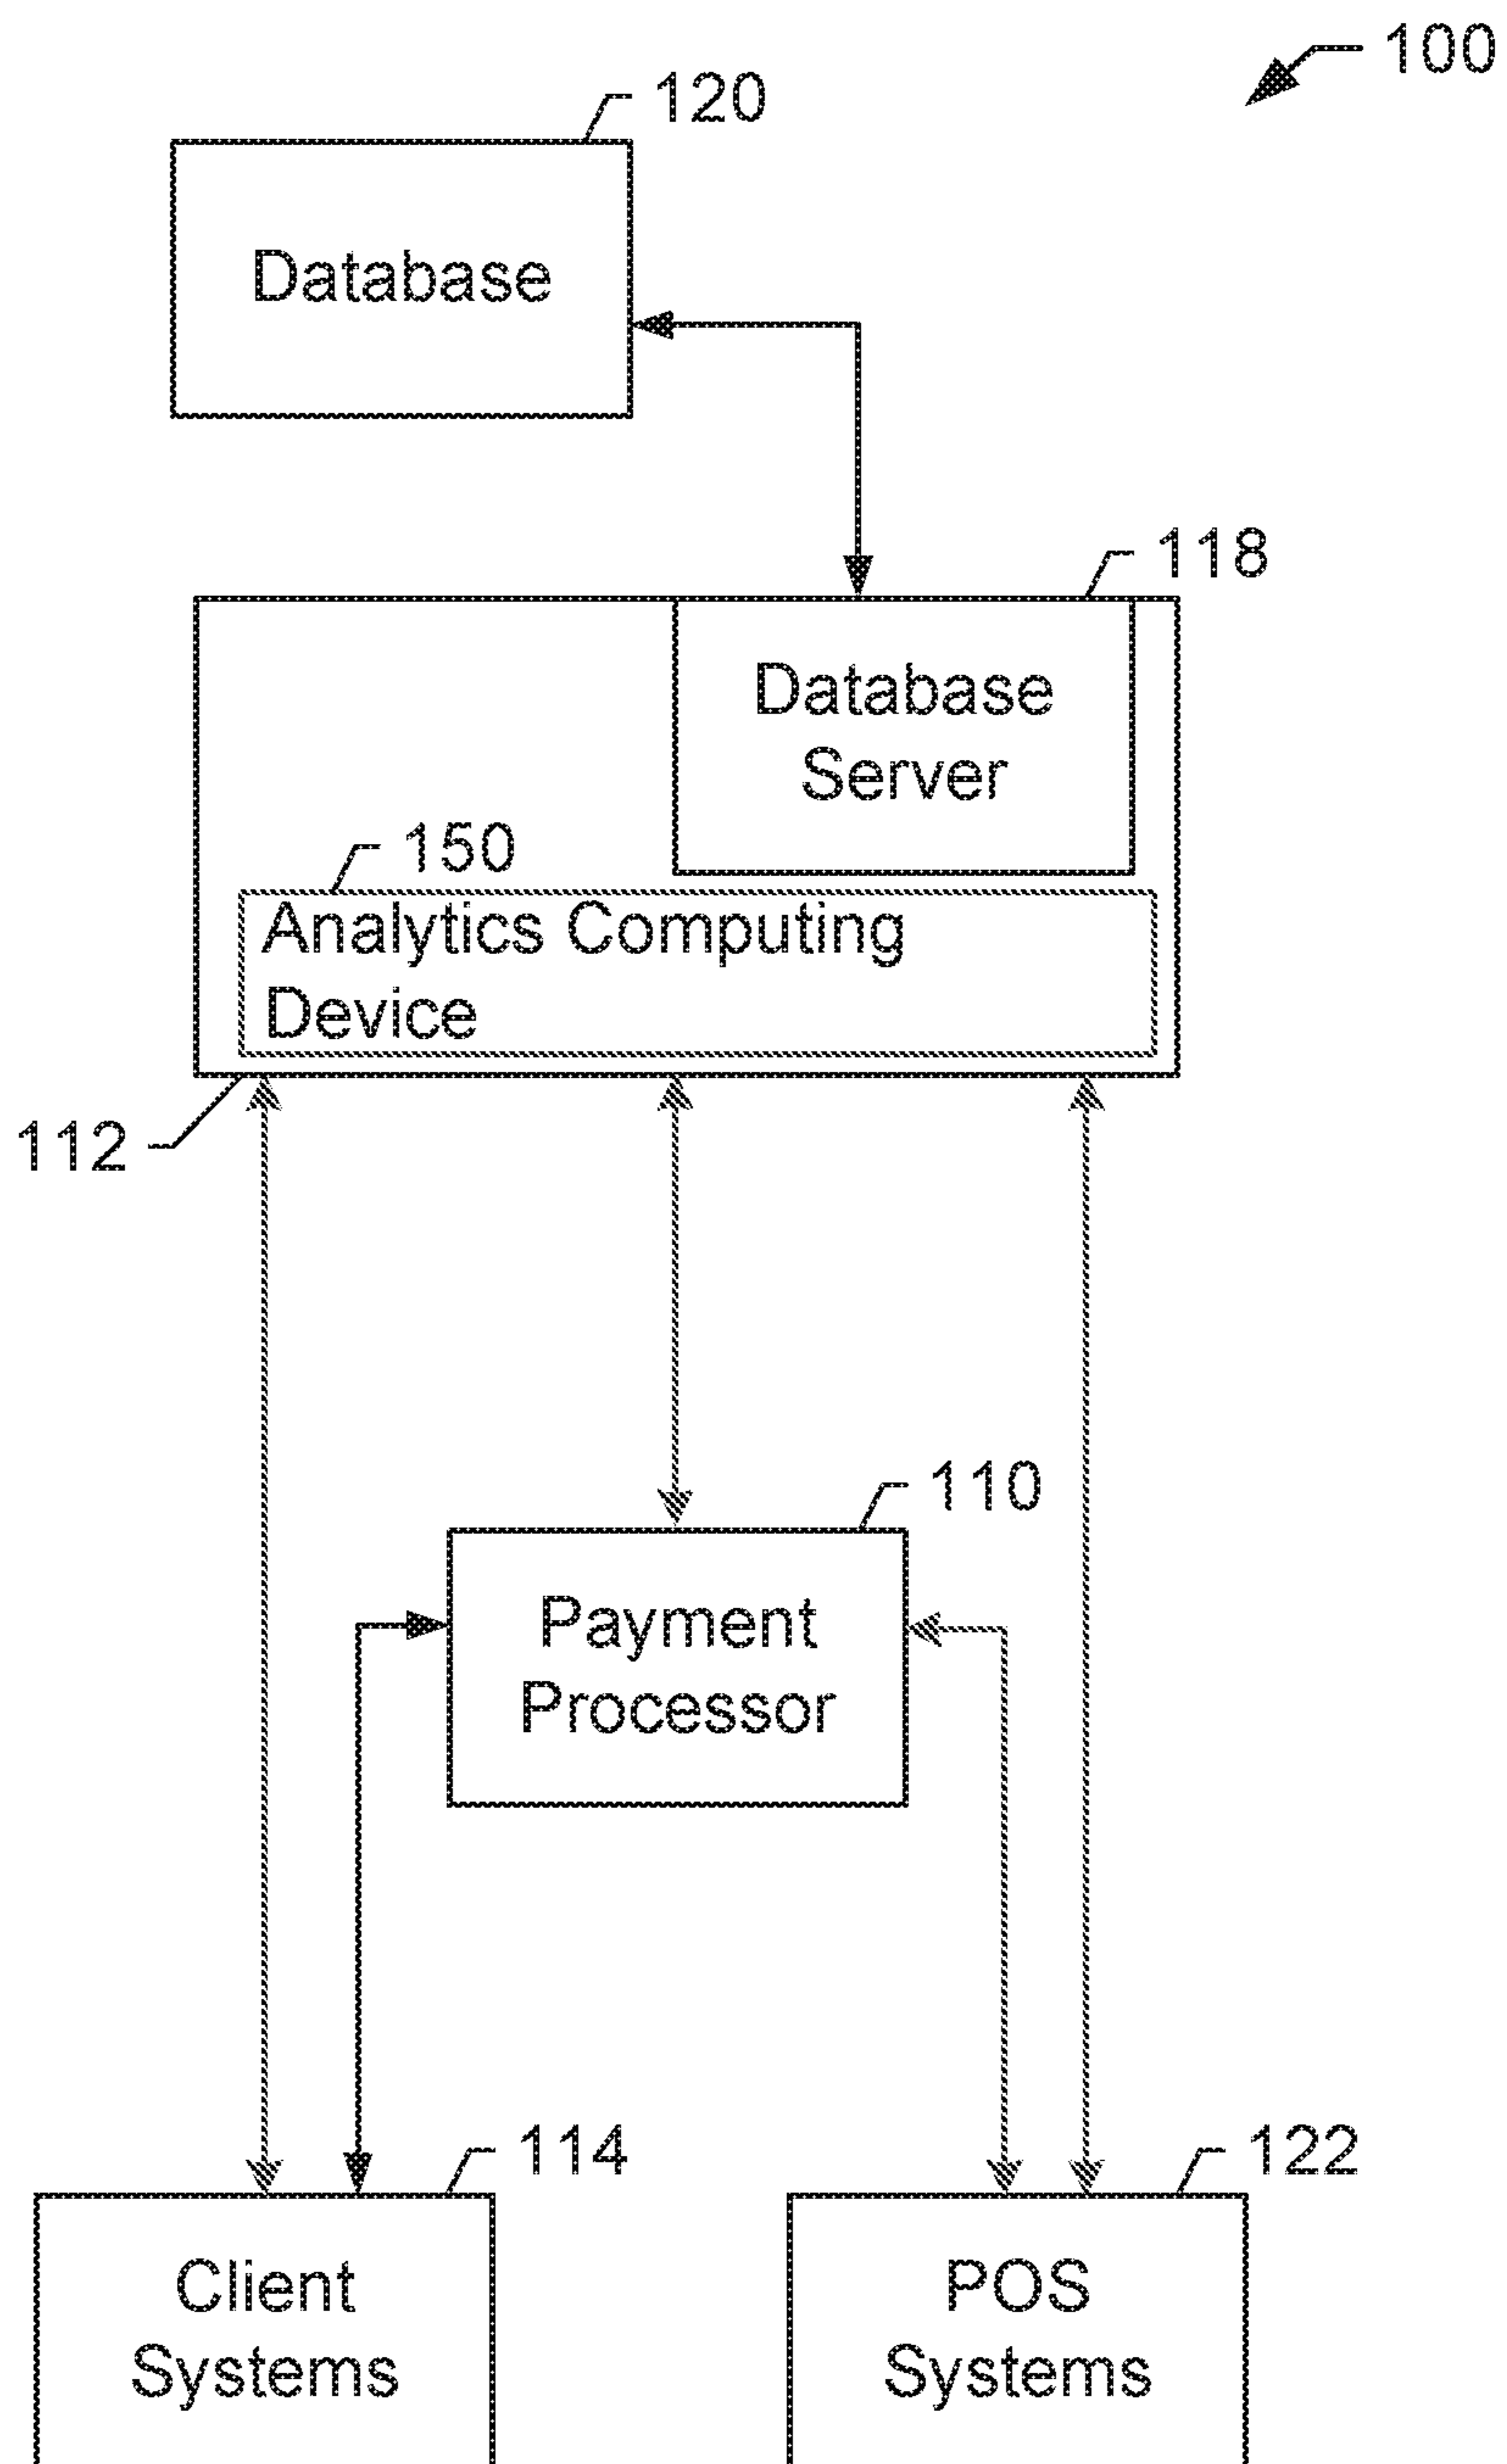 100
120
Database
118
Database
Server
150
Analytics Computing
Device
112
110
Payment
Processor
114
122
Client
Systems
POS
Systems